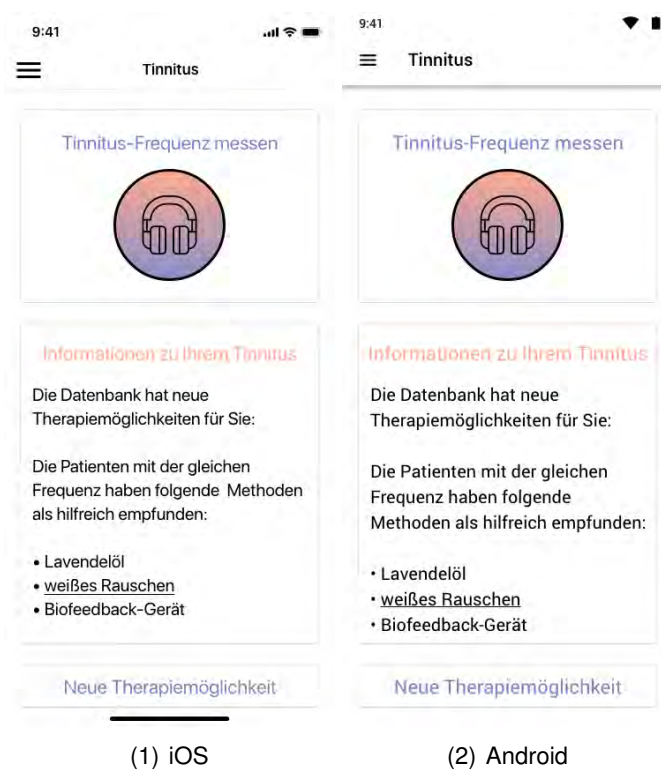 9:41
Tinnitus
Tinnitus-Frequenz messen
Informationen zu Ihrem Tinnitus
Die Datenbank hat neue
Therapiemöglichkeiten für Sie:
Die Patienten mit der gleichen
Frequenz haben folgende Methoden
als hilfreich empfunden:
• Lavendelöl
• weißes Rauschen
• Biofeedback-Gerät
Neue Therapiemöglichkeit
(1) iOS
9:41
Tinnitus
Tinnitus-Frequenz messen
Informationen zu Ihrem Tinnitus
Die Datenbank hat neue
Therapiemöglichkeiten für Sie:
Die Patienten mit der gleichen
Frequenz haben folgende
Methoden als hilfreich empfunden:
• Lavendelöl
• weißes Rauschen
• Biofeedback-Gerät
Neue Therapiemöglichkeit
(2) Android